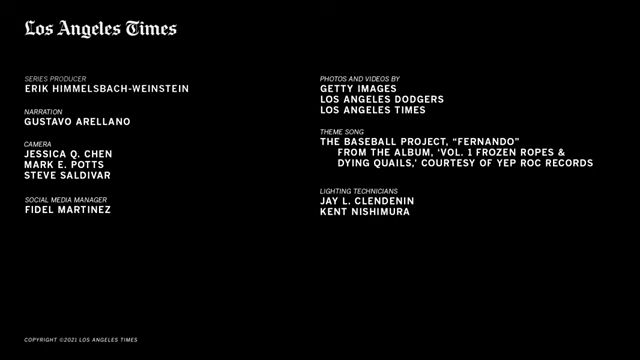 Los Angeles Times
SERIES PRODUCER
ERIK HIMMELSBACH-WEINSTEIN
NARRATION
GUSTAVO ARELLANO
CAMERA
JESSICA Q. CHEN
MARK E. POTTS
STEVE SALDIVAR
SOCIAL MEDIA MANAGER
FIDEL MARTINEZ
PHOTOS AND VIDEOS BY
GETTY IMAGES
LOS ANGELES DODGERS
LOS ANGELES TIMES
THEME SONG
THE BASEBALL PROJECT, “FERNANDO”
FROM THE ALBUM, ‘VOL. 1 FROZEN ROPES &
DYING QUAILS,’ COURTESY OF YEP ROC RECORDS
LIGHTING TECHNICIANS
JAY L. CLENDENIN
KENT NISHIMURA
COPYRIGHT ©2021 LOS ANGELES TIMES